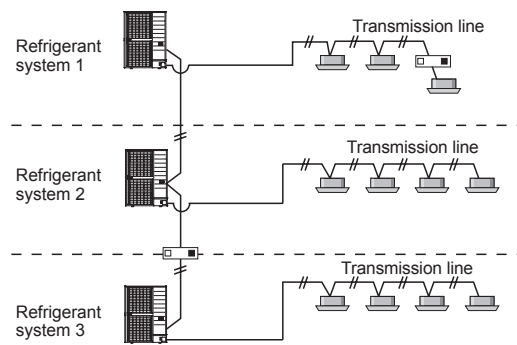 Transmission line
Refrigerant
system 1
Transmission line
Refrigerant
system 2
Transmission line
Refrigerant
system 3